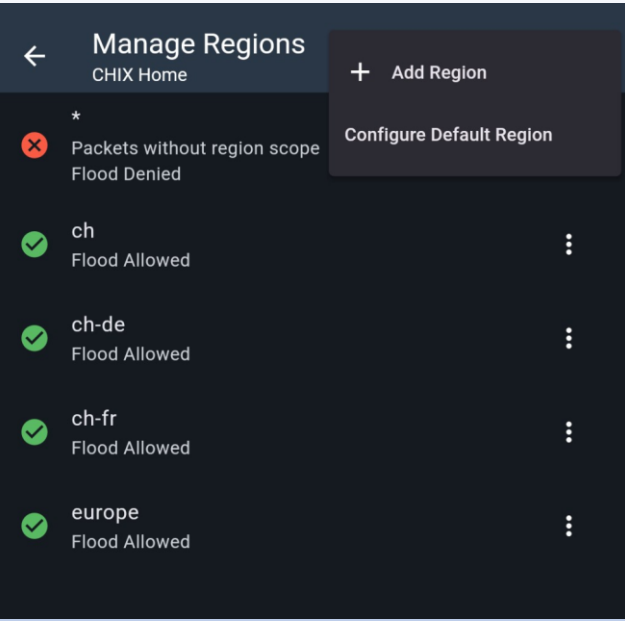 Manage Regions
CHIX Home
+ Add Region
Configure Default Region
*
Packets without region scope
Flood Denied
ch
Flood Allowed
ch-de
Flood Allowed
ch-fr
Flood Allowed
europe
Flood Allowed